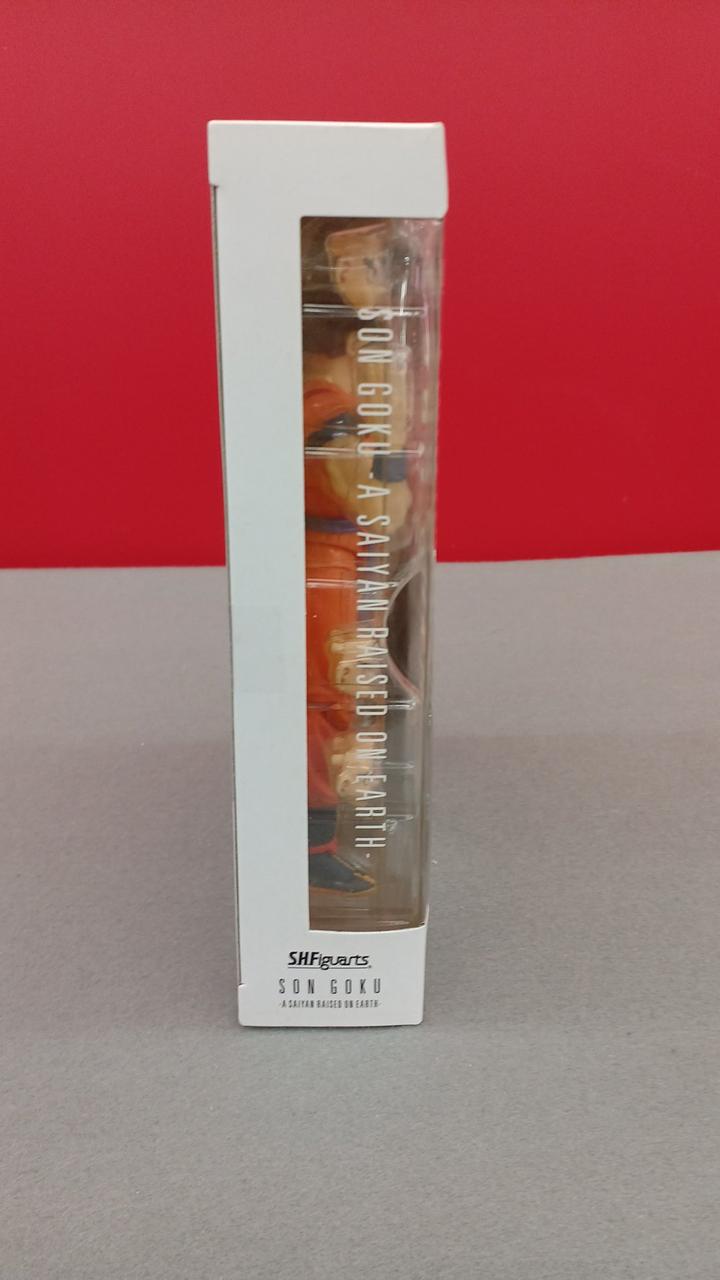 SON GOKU -A SAIYAN RAISED ON EARTH-
S.H.Figuarts
SON GOKU
-A SAIYAN RAISED ON EARTH-